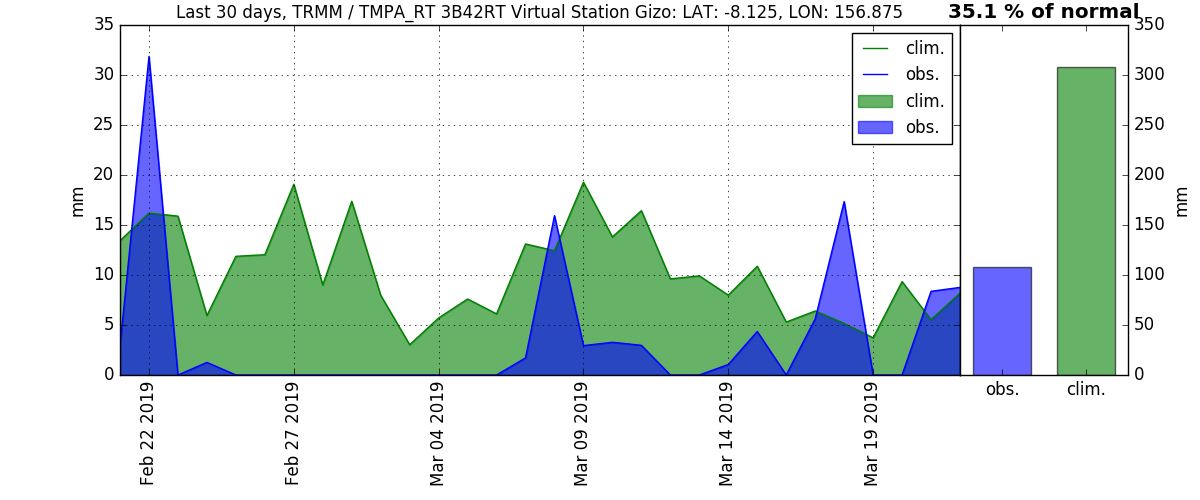 Last 30 days, TRMM / TMPA_RT 3B42RT Virtual Station Gizo: LAT: -8.125, LON: 156.875
35.1 % of normal
35
30
25
20
15
10
5
0
mm
clim.
obs.
clim.
obs.
Feb 22 2019
Feb 27 2019
Mar 04 2019
Mar 09 2019
Mar 14 2019
Mar 19 2019
350
300
250
200
150
100
50
0
mm
obs.
clim.